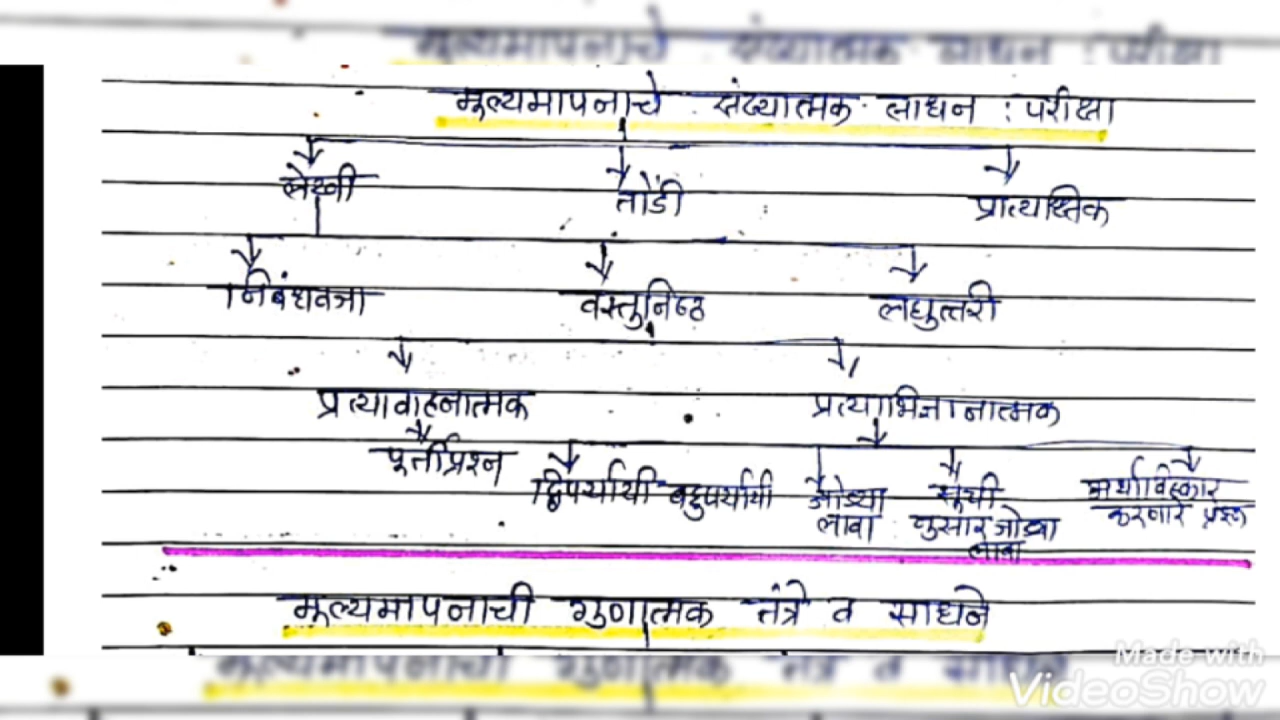 मूल्यमापनाचे संख्यात्मक साधन : परीक्षा
लेखी तोंडी प्रात्यक्षिक
निबंधवजा वस्तुनिष्ठ लघुत्तरी
प्रत्यावाहनात्मक प्रत्याभिज्ञानात्मक
पूर्तीप्रश्न द्विपर्यायी बहुपर्यायी जोड्या सूची अर्थाविष्कार
लावा नुसार जोड्या करणारे प्रश्न
लावा
मूल्यमापनाची गुणात्मक तंत्रे व साधने
Made with
VideoShow